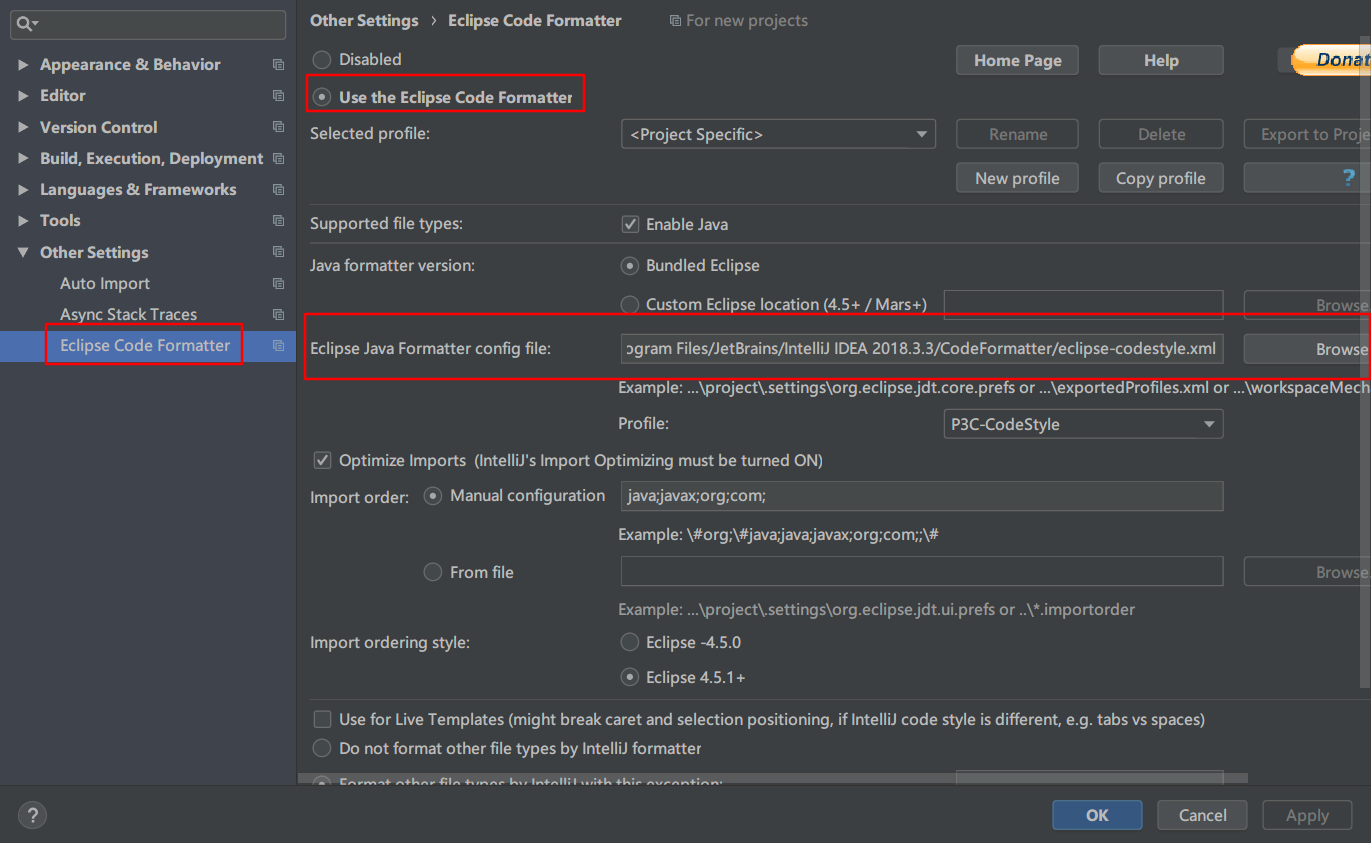 Other Settings › Eclipse Code Formatter For new projects
Appearance & Behavior
Editor
Version Control
Build, Execution, Deployment
Languages & Frameworks
Tools
Other Settings
Auto Import
Async Stack Traces
Eclipse Code Formatter
Disabled
Home Page Help Donat
Use the Eclipse Code Formatter
Selected profile: <Project Specific> Rename Delete Export to Proje
New profile Copy profile ?
Supported file types: Enable Java
Java formatter version: Bundled Eclipse
Custom Eclipse location (4.5+ / Mars+) Browse
Eclipse Java Formatter config file: ogram Files/JetBrains/IntelliJ IDEA 2018.3.3/CodeFormatter/eclipse-codestyle.xml Browse
Example: ...\project\.settings\org.eclipse.jdt.core.prefs or ...\exportedProfiles.xml or ...\workspaceMech
Profile: P3C-CodeStyle
Optimize Imports (IntelliJ's Import Optimizing must be turned ON)
Import order: Manual configuration java;javax;org;com;
Example: \#org;\#java;java;javax;org;com;;\#
From file Browse
Example: ...\project\.settings\org.eclipse.jdt.ui.prefs or ..\*.importorder
Import ordering style: Eclipse -4.5.0
Eclipse 4.5.1+
Use for Live Templates (might break caret and selection positioning, if IntelliJ code style is different, e.g. tabs vs spaces)
Do not format other file types by IntelliJ formatter
Format other file types by IntelliJ with this exception:
? OK Cancel Apply